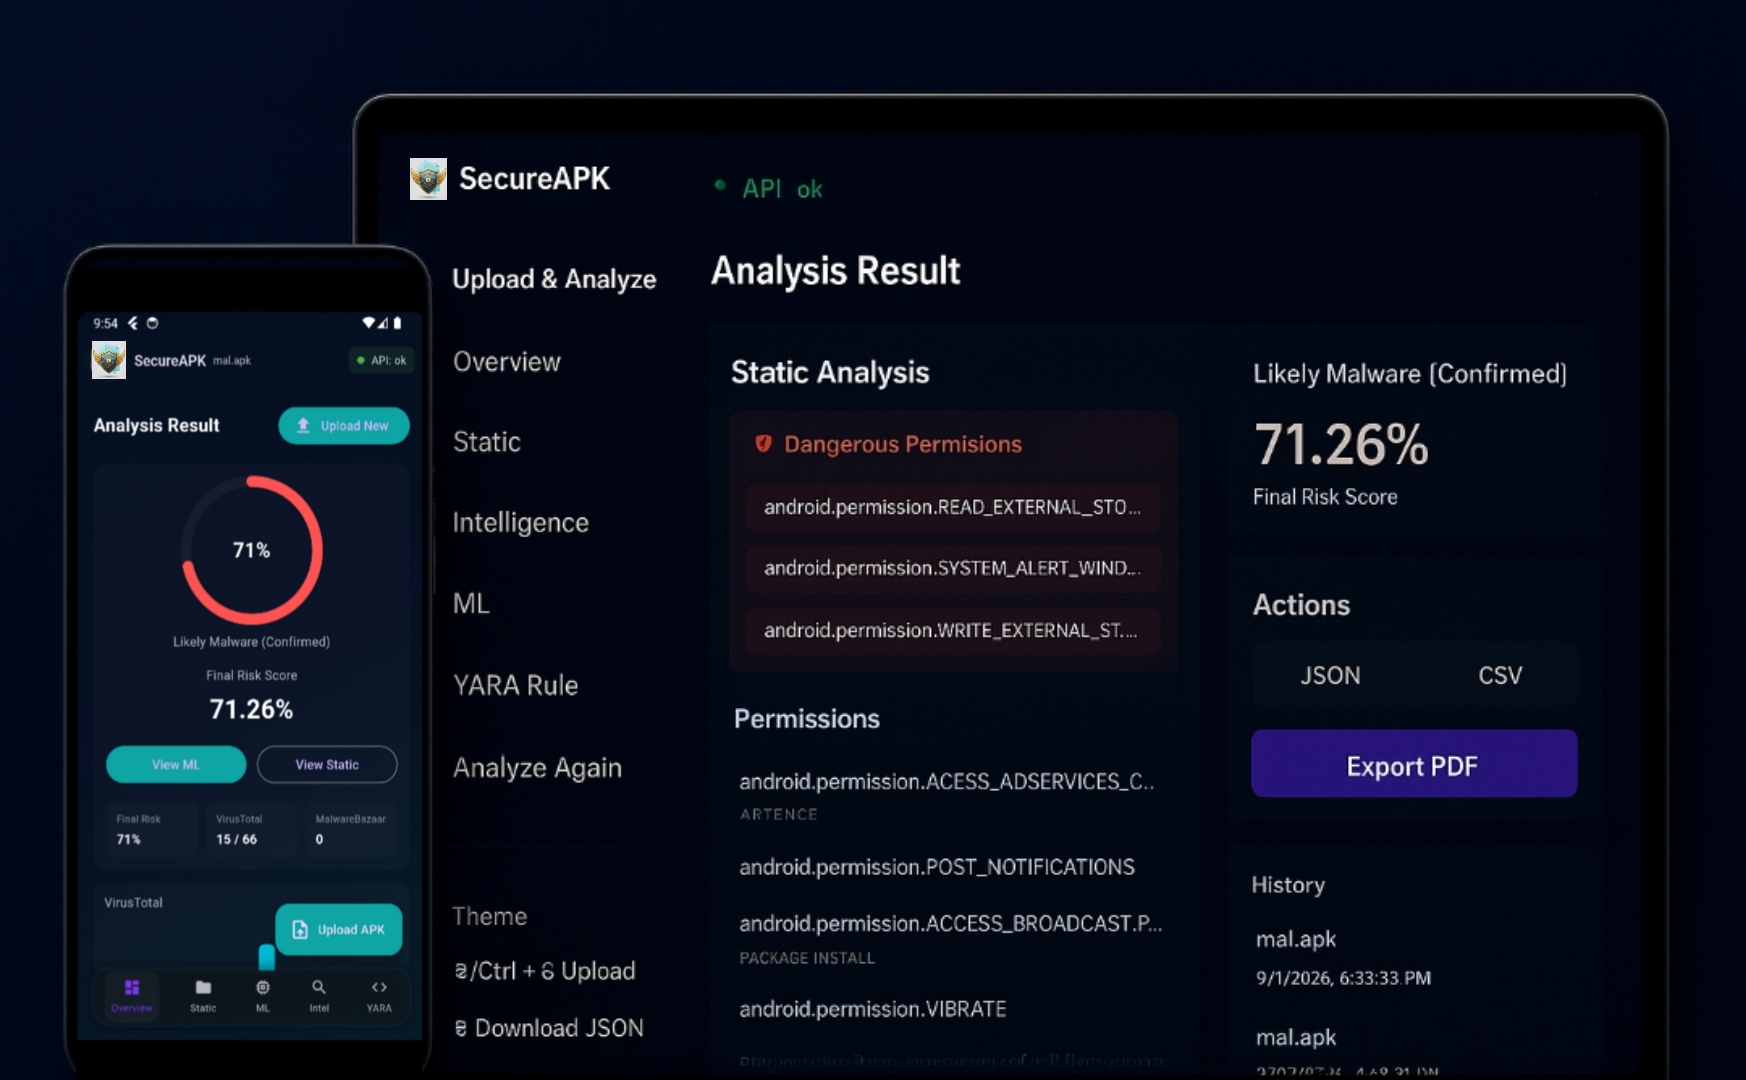 SecureAPK
API ok
Upload & Analyze
Overview
Static
Intelligence
ML
YARA Rule
Analyze Again
Theme
/Ctrl + Upload
Download JSON
Analysis Result
Static Analysis
Dangerous Permisions
android.permission.READ_EXTERNAL_STO...
android.permission.SYSTEM_ALERT_WIND...
android.permission.WRITE_EXTERNAL_ST....
Permissions
android.permission.ACESS_ADSERVICES_C..
ARTENCE
android.permission.POST_NOTIFICATIONS
android.permission.ACCESS_BROADCAST.P...
PACKAGE INSTALL
android.permission.VIBRATE
Likely Malware (Confirmed)
71.26%
Final Risk Score
Actions
JSON CSV
Export PDF
History
mal.apk
9/1/2026, 6:33:33.PM
mal.apk
9:54
SecureAPK mal.apk
API: ok
Analysis Result
Upload New
71%
Likely Malware (Confirmed)
Final Risk Score
71.26%
View ML
View Static
Final Risk VirusTotal MalwareBazaar
71% 15 / 66 0
VirusTotal
Upload APK
Overview Static ML Intel YARA